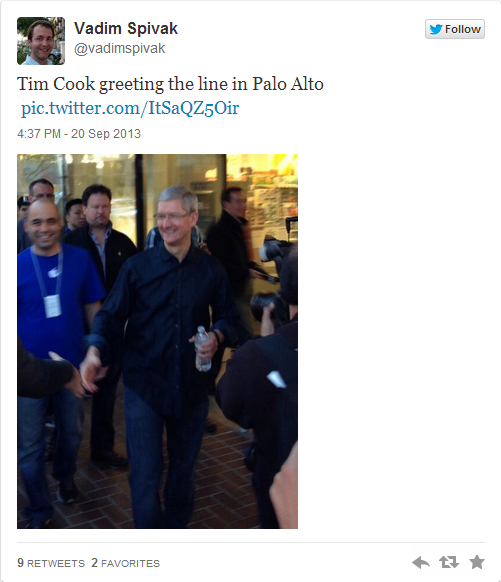 Vadim Spivak
@vadimspivak
Follow
Tim Cook greeting the line in Palo Alto
pic.twitter.com/ItSaQZ5Oir
4:37 PM - 20 Sep 2013
9 RETWEETS 2 FAVORITES